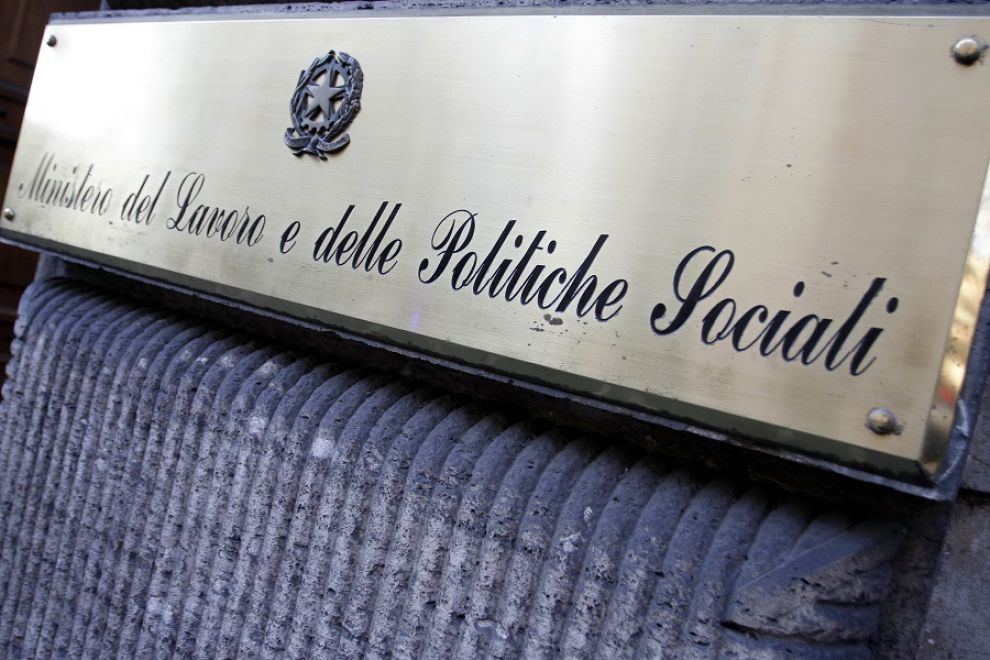 Ministero del Lavoro e delle Politiche Sociali